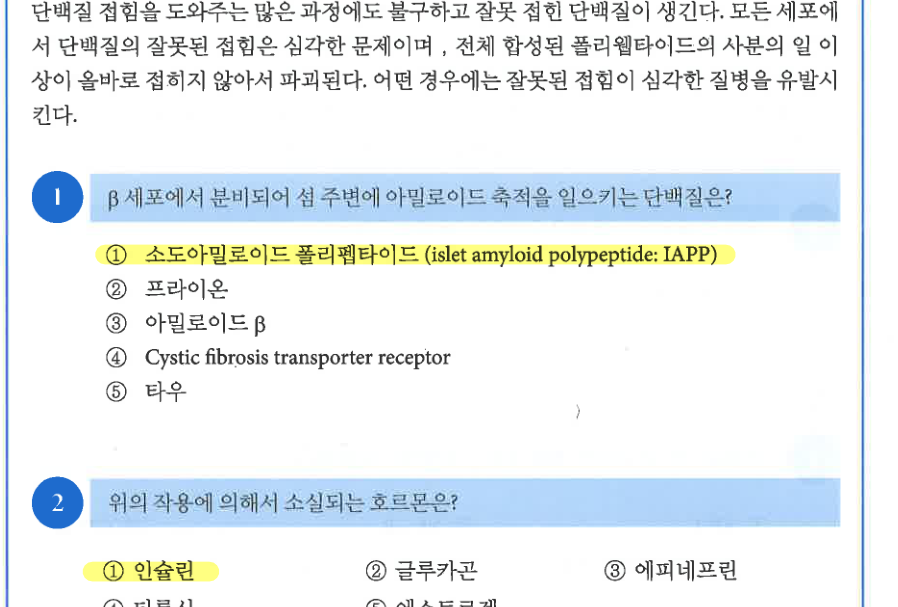 단백질 접힘을 도와주는 많은 과정에도 불구하고 잘못 접힌 단백질이 생긴다. 모든 세포에
서 단백질의 잘못된 접힘은 심각한 문제이며 , 전체 합성된 폴리웹타이드의 사분의 일 이
상이 올바로 접히지 않아서 파괴된다. 어떤 경우에는 잘못된 접힘이 심각한 질병을 유발시
킨다.
1 β 세포에서 분비되어 섬 주변에 아밀로이드 축적을 일으키는 단백질은?
① 소도아밀로이드 폴리펩타이드 (islet amyloid polypeptide: IAPP)
② 프라이온
③ 아밀로이드 β
④ Cystic fibrosis transporter receptor
⑤ 타우
2 위의 작용에 의해서 소실되는 호르몬은?
① 인슐린 ② 글루카곤 ③ 에피네프린